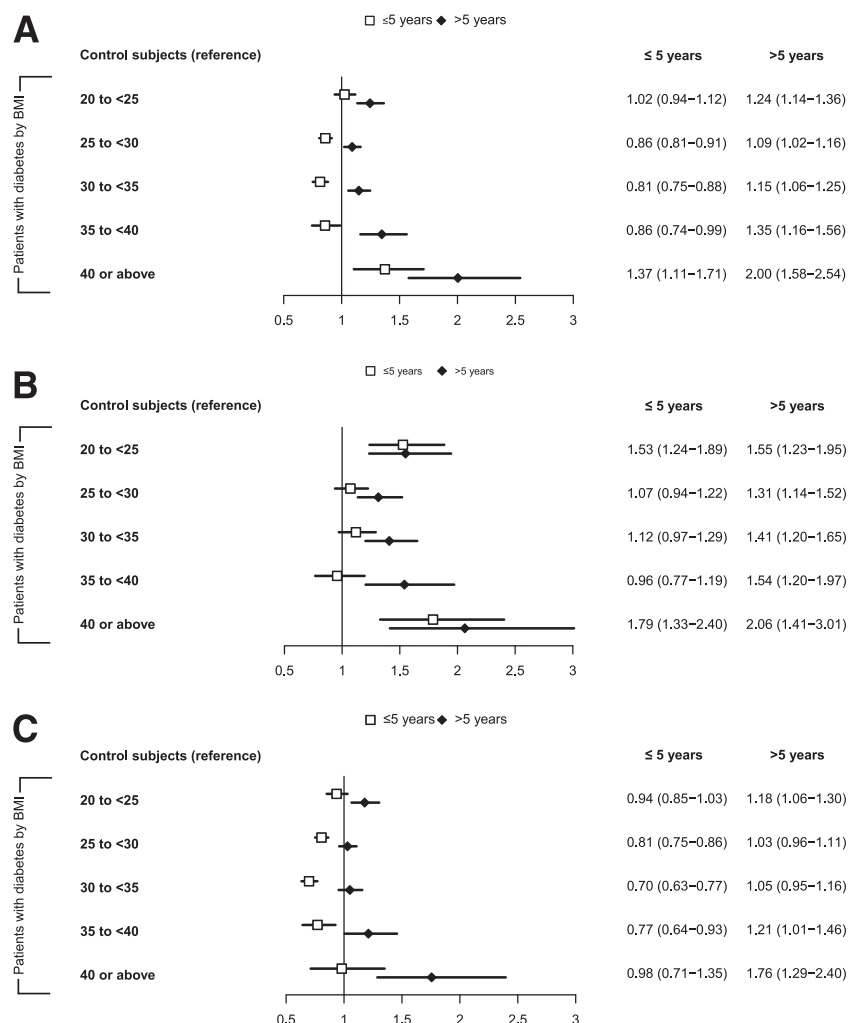 A
□ ≤5 years ◆ >5 years
Control subjects (reference) ≤ 5 years >5 years
Patients with diabetes by BMI
20 to <25 1.02 (0.94–1.12) 1.24 (1.14–1.36)
25 to <30 0.86 (0.81–0.91) 1.09 (1.02–1.16)
30 to <35 0.81 (0.75–0.88) 1.15 (1.06–1.25)
35 to <40 0.86 (0.74–0.99) 1.35 (1.16–1.56)
40 or above 1.37 (1.11–1.71) 2.00 (1.58–2.54)
0.5 1 1.5 2 2.5 3
B
□ ≤5 years ◆ >5 years
Control subjects (reference) ≤ 5 years >5 years
Patients with diabetes by BMI
20 to <25 1.53 (1.24–1.89) 1.55 (1.23–1.95)
25 to <30 1.07 (0.94–1.22) 1.31 (1.14–1.52)
30 to <35 1.12 (0.97–1.29) 1.41 (1.20–1.65)
35 to <40 0.96 (0.77–1.19) 1.54 (1.20–1.97)
40 or above 1.79 (1.33–2.40) 2.06 (1.41–3.01)
0.5 1 1.5 2 2.5 3
C
□ ≤5 years ◆ >5 years
Control subjects (reference) ≤ 5 years >5 years
Patients with diabetes by BMI
20 to <25 0.94 (0.85–1.03) 1.18 (1.06–1.30)
25 to <30 0.81 (0.75–0.86) 1.03 (0.96–1.11)
30 to <35 0.70 (0.63–0.77) 1.05 (0.95–1.16)
35 to <40 0.77 (0.64–0.93) 1.21 (1.01–1.46)
40 or above 0.98 (0.71–1.35) 1.76 (1.29–2.40)
0.5 1 1.5 2 2.5 3